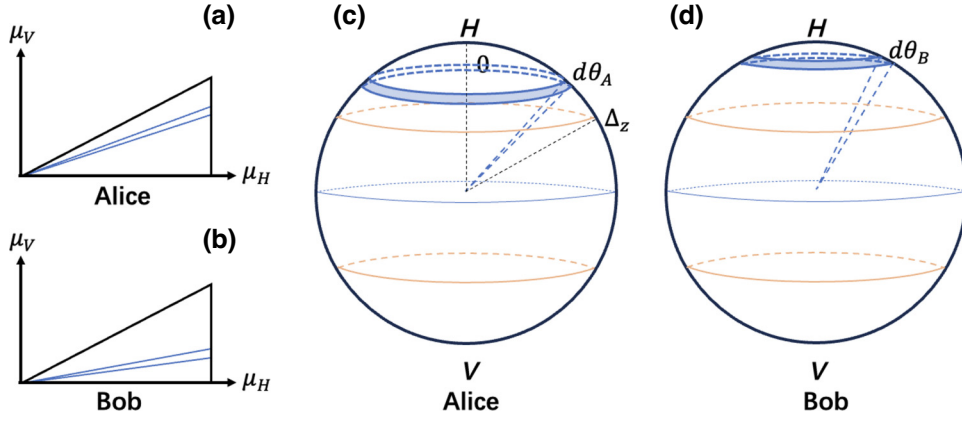 (a)
μ_V
μ_H
Alice
(b)
μ_V
μ_H
Bob
(c)
H
0
dθ_A
Δ_z
V
Alice
(d)
H
dθ_B
V
Bob